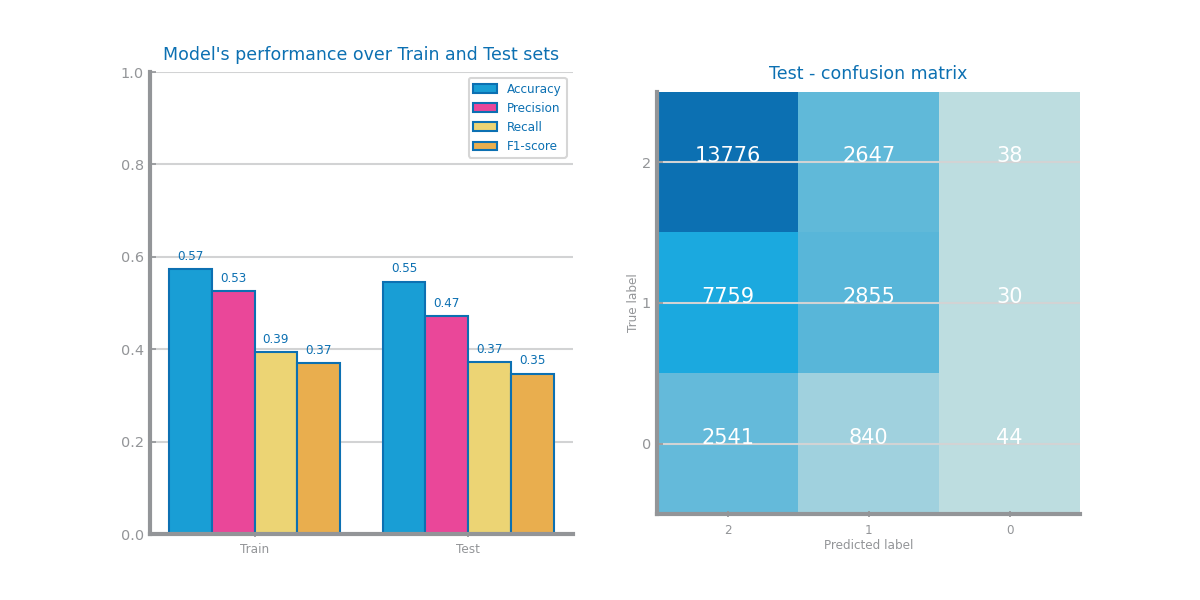 Model's performance over Train and Test sets
1.0
0.8
0.6
0.4
0.2
0.0
Accuracy
Precision
Recall
F1-score
0.57
0.53
0.39
0.37
0.55
0.47
0.37
0.35
Train
Test
Test - confusion matrix
True label
2
13776
2647
38
1
7759
2855
30
0
2541
840
44
2
1
0
Predicted label